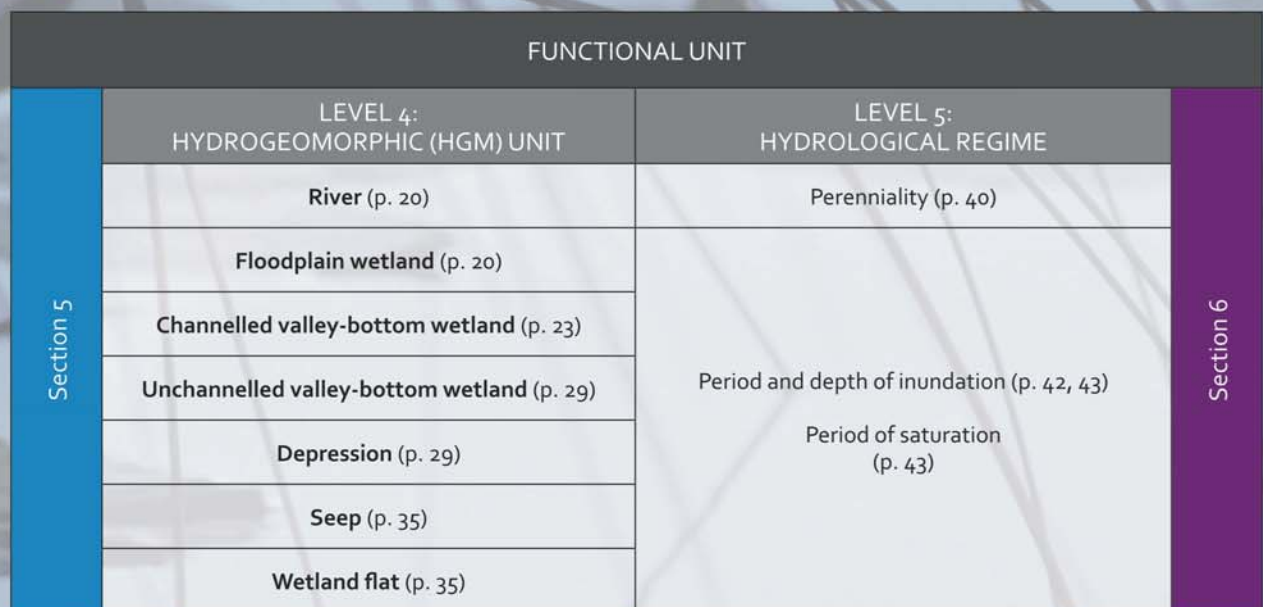 FUNCTIONAL UNIT
Section 5
LEVEL 4:
HYDROGEOMORPHIC (HGM) UNIT
LEVEL 5:
HYDROLOGICAL REGIME
Section 6
River (p. 20)
Perenniality (p. 40)
Floodplain wetland (p. 20)
Channelled valley-bottom wetland (p. 23)
Unchannelled valley-bottom wetland (p. 29)
Depression (p. 29)
Seep (p. 35)
Wetland flat (p. 35)
Period and depth of inundation (p. 42, 43)
Period of saturation
(p. 43)